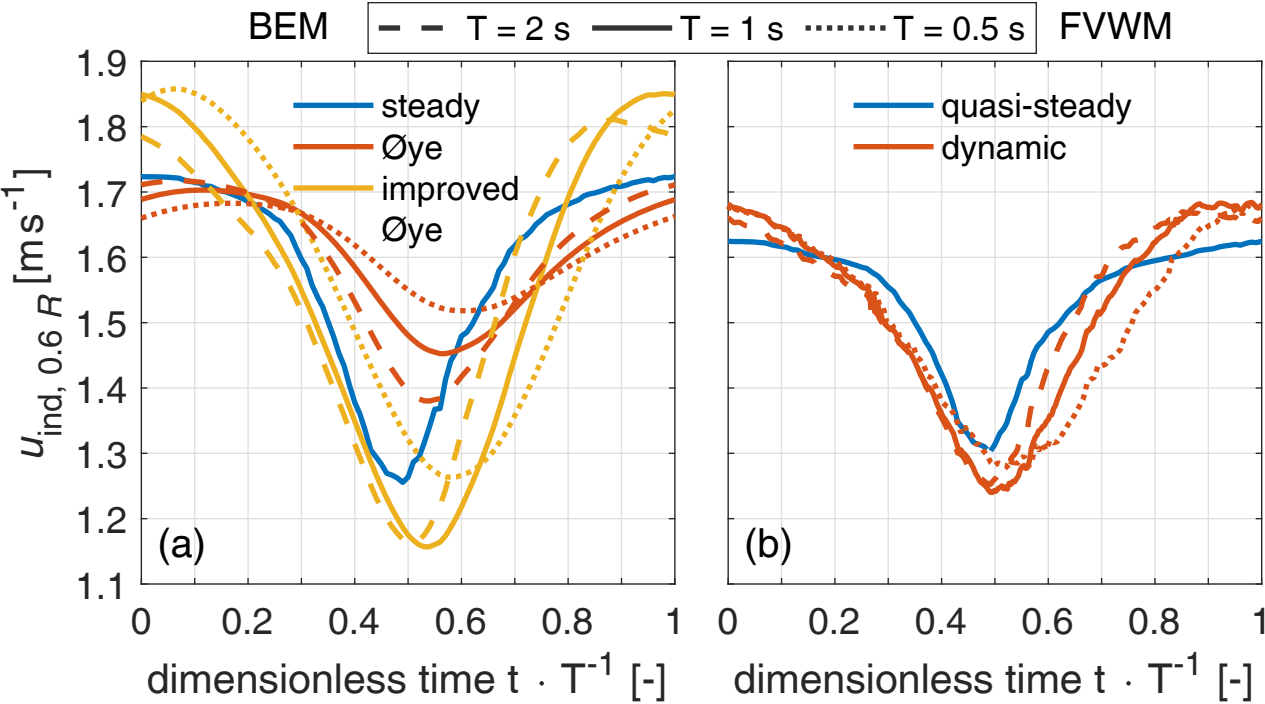 BEM T = 2 s T = 1 s T = 0.5 s FVWM
u_ind, 0.6 R [ms^-1]
1.9
1.8
1.7
1.6
1.5
1.4
1.3
1.2
1.1
steady
Øye
improved
Øye
(a)
0 0.2 0.4 0.6 0.8 1
dimensionless time t · T^-1 [-]
quasi-steady
dynamic
(b)
0 0.2 0.4 0.6 0.8 1
dimensionless time t · T^-1 [-]